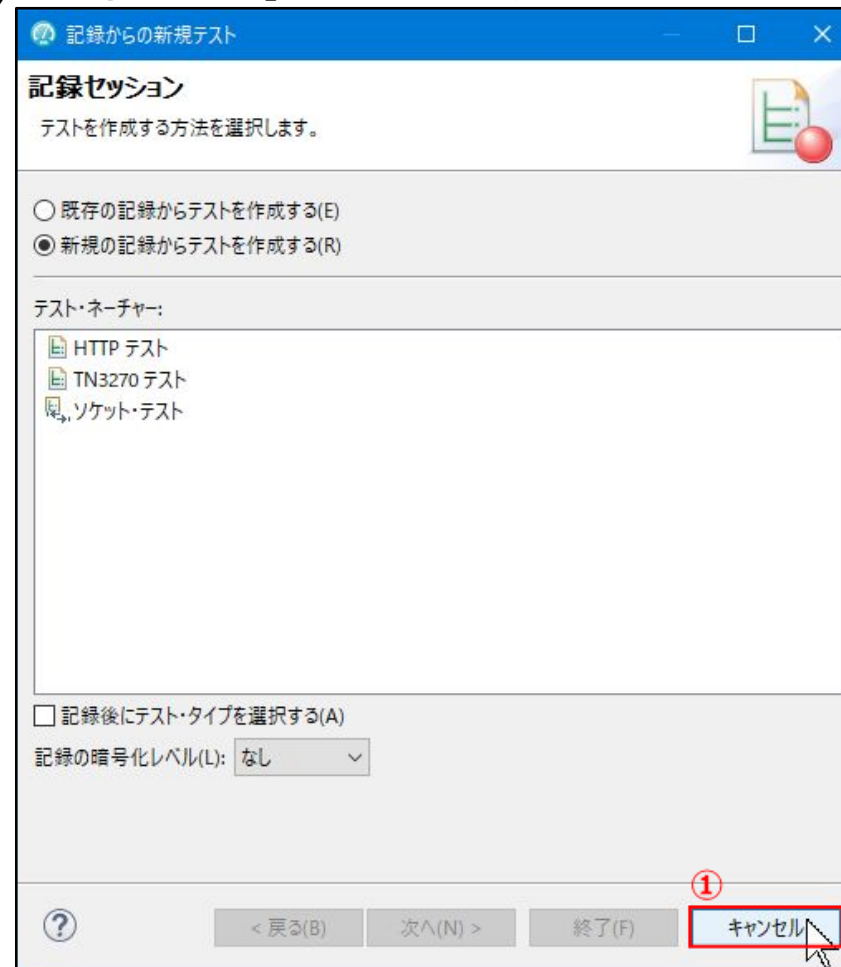 記録からの新規テスト
記録セッション
テストを作成する方法を選択します。
既存の記録からテストを作成する(E)
新規の記録からテストを作成する(R)
テスト・ネーチャー:
HTTP テスト
TN3270 テスト
ソケット・テスト
記録後にテスト・タイプを選択する(A)
記録の暗号化レベル(L): なし
①
< 戻る(B) 次へ(N) > 終了(F) キャンセル